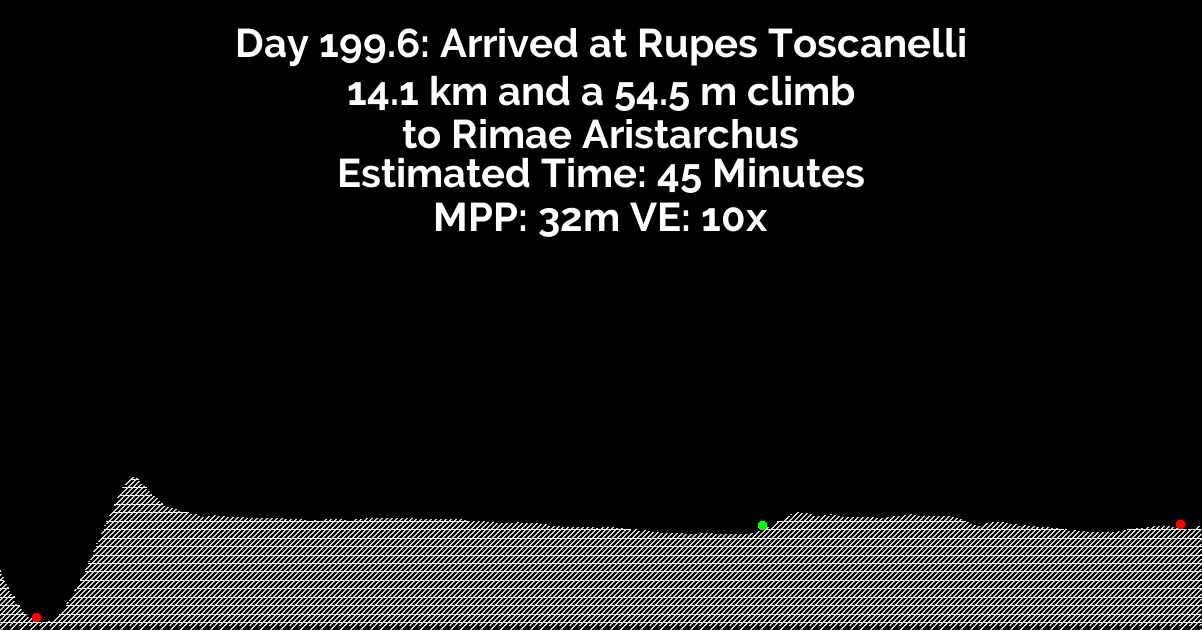 Day 199.6: Arrived at Rupes Toscanelli
14.1 km and a 54.5 m climb
to Rimae Aristarchus
Estimated Time: 45 Minutes
MPP: 32m VE: 10x